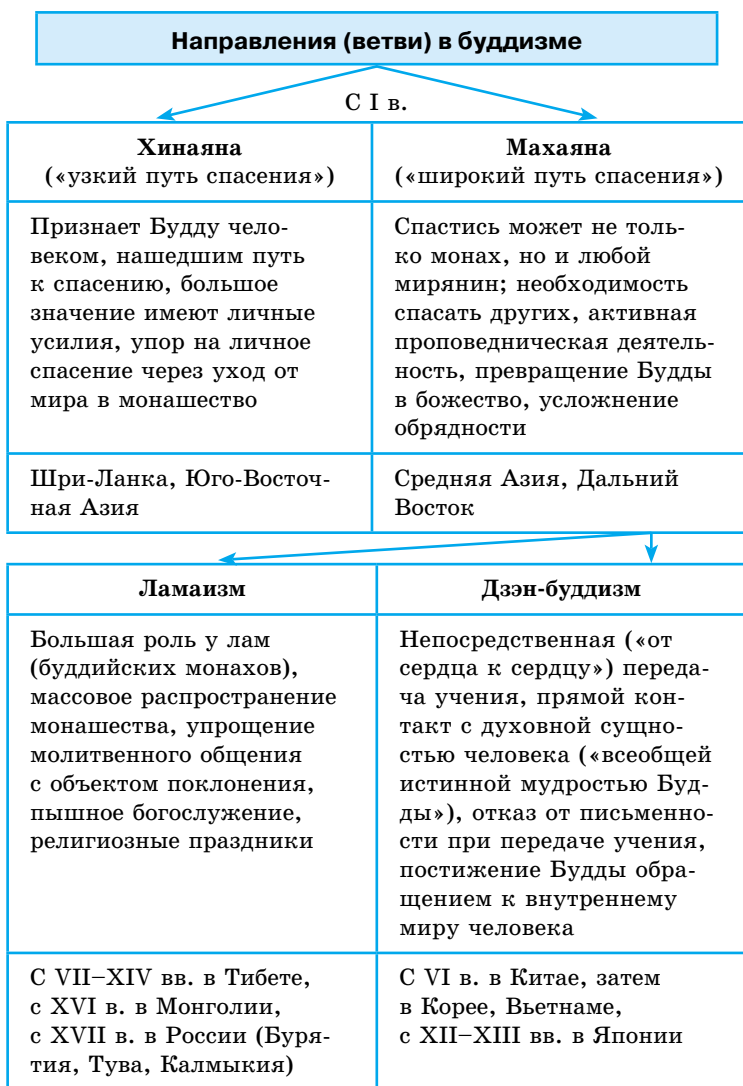 Направления (ветви) в буддизме
С I в.
Хинаяна
(«узкий путь спасения»)
Махаяна
(«широкий путь спасения»)
Признает Будду чело-
веком, нашедшим путь
к спасению, большое
значение имеют личные
усилия, упор на личное
спасение через уход от
мира в монашество
Спастись может не толь-
ко монах, но и любой
мирянин; необходимость
спасать других, активная
проповедническая деятель-
ность, превращение Будды
в божество, усложнение
обрядности
Шри-Ланка, Юго-Восточ-
ная Азия
Средняя Азия, Дальний
Восток
Ламаизм
Дзэн-буддизм
Большая роль у лам
(буддийских монахов),
массовое распространение
монашества, упрощение
молитвенного общения
с объектом поклонения,
пышное богослужение,
религиозные праздники
Непосредственная («от
сердца к сердцу») переда-
ча учения, прямой кон-
такт с духовной сущно-
стью человека («всеобщей
истинной мудростью Буд-
ды»), отказ от письменно-
сти при передаче учения,
постижение Будды обра-
щением к внутреннему
миру человека
С VII–XIV вв. в Тибете,
с XVI в. в Монголии,
с XVII в. в России (Буря-
тия, Тува, Калмыкия)
С VI в. в Китае, затем
в Корее, Вьетнаме,
с XII–XIII вв. в Японии